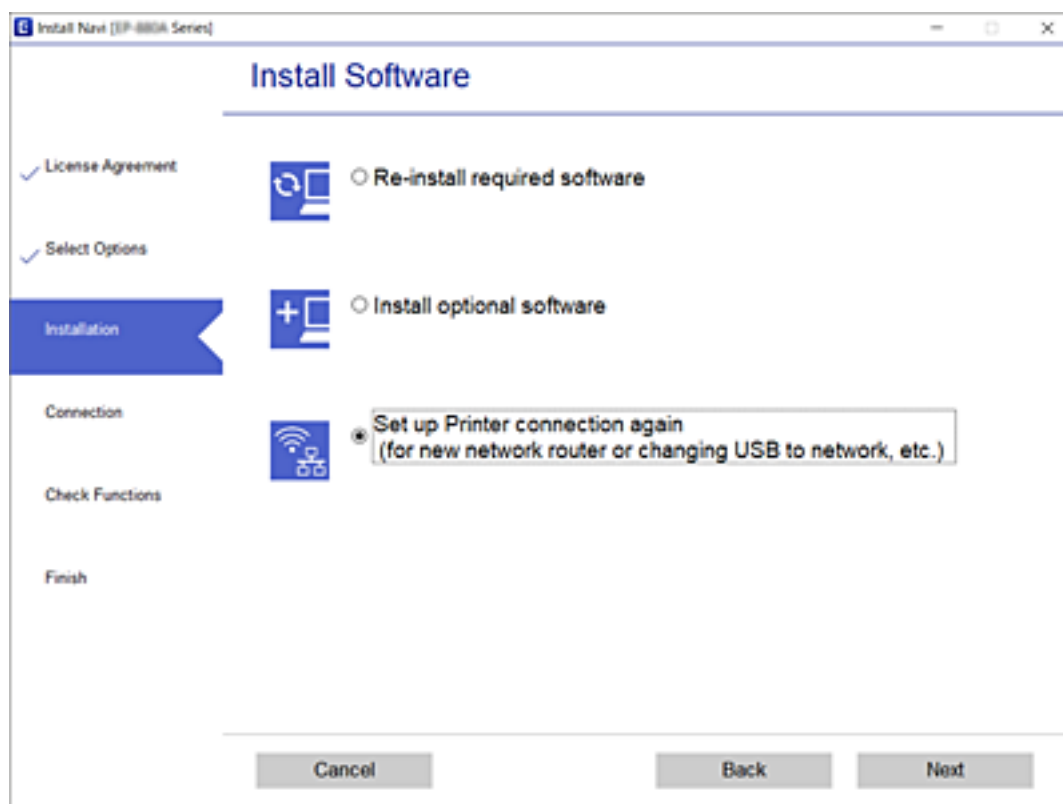 Install Navi [EP-880A Series]
Install Software
License Agreement
Select Options
Installation
Connection
Check Functions
Finish
Re-install required software
Install optional software
Set up Printer connection again
(for new network router or changing USB to network, etc.)
Cancel
Back
Next